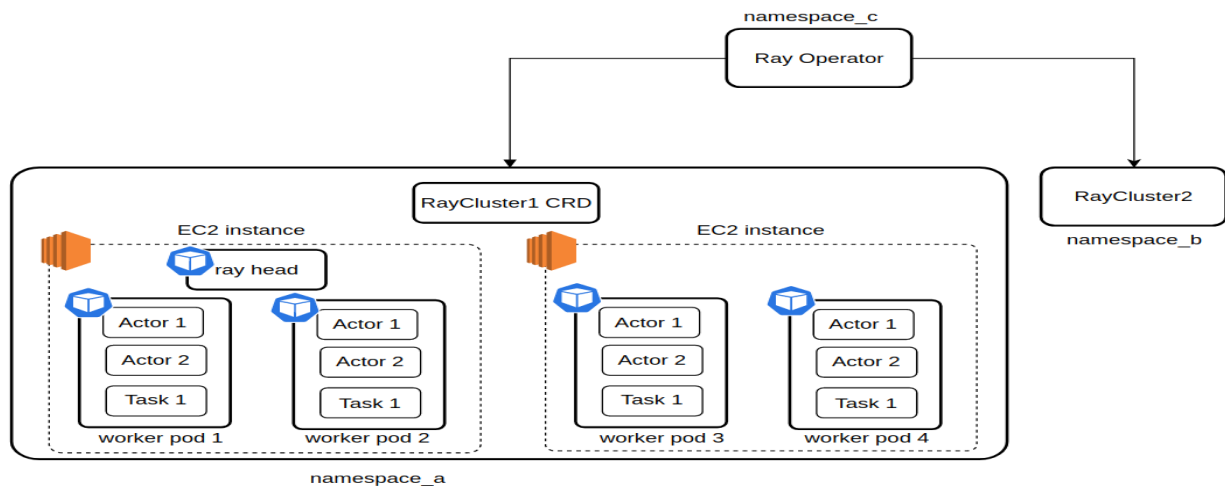 namespace_c
Ray Operator
RayCluster1 CRD
RayCluster2
namespace_b
EC2 instance
EC2 instance
ray head
Actor 1
Actor 2
Task 1
worker pod 1
Actor 1
Actor 2
Task 1
worker pod 2
Actor 1
Actor 2
Task 1
worker pod 3
Actor 1
Actor 2
Task 1
worker pod 4
namespace_a